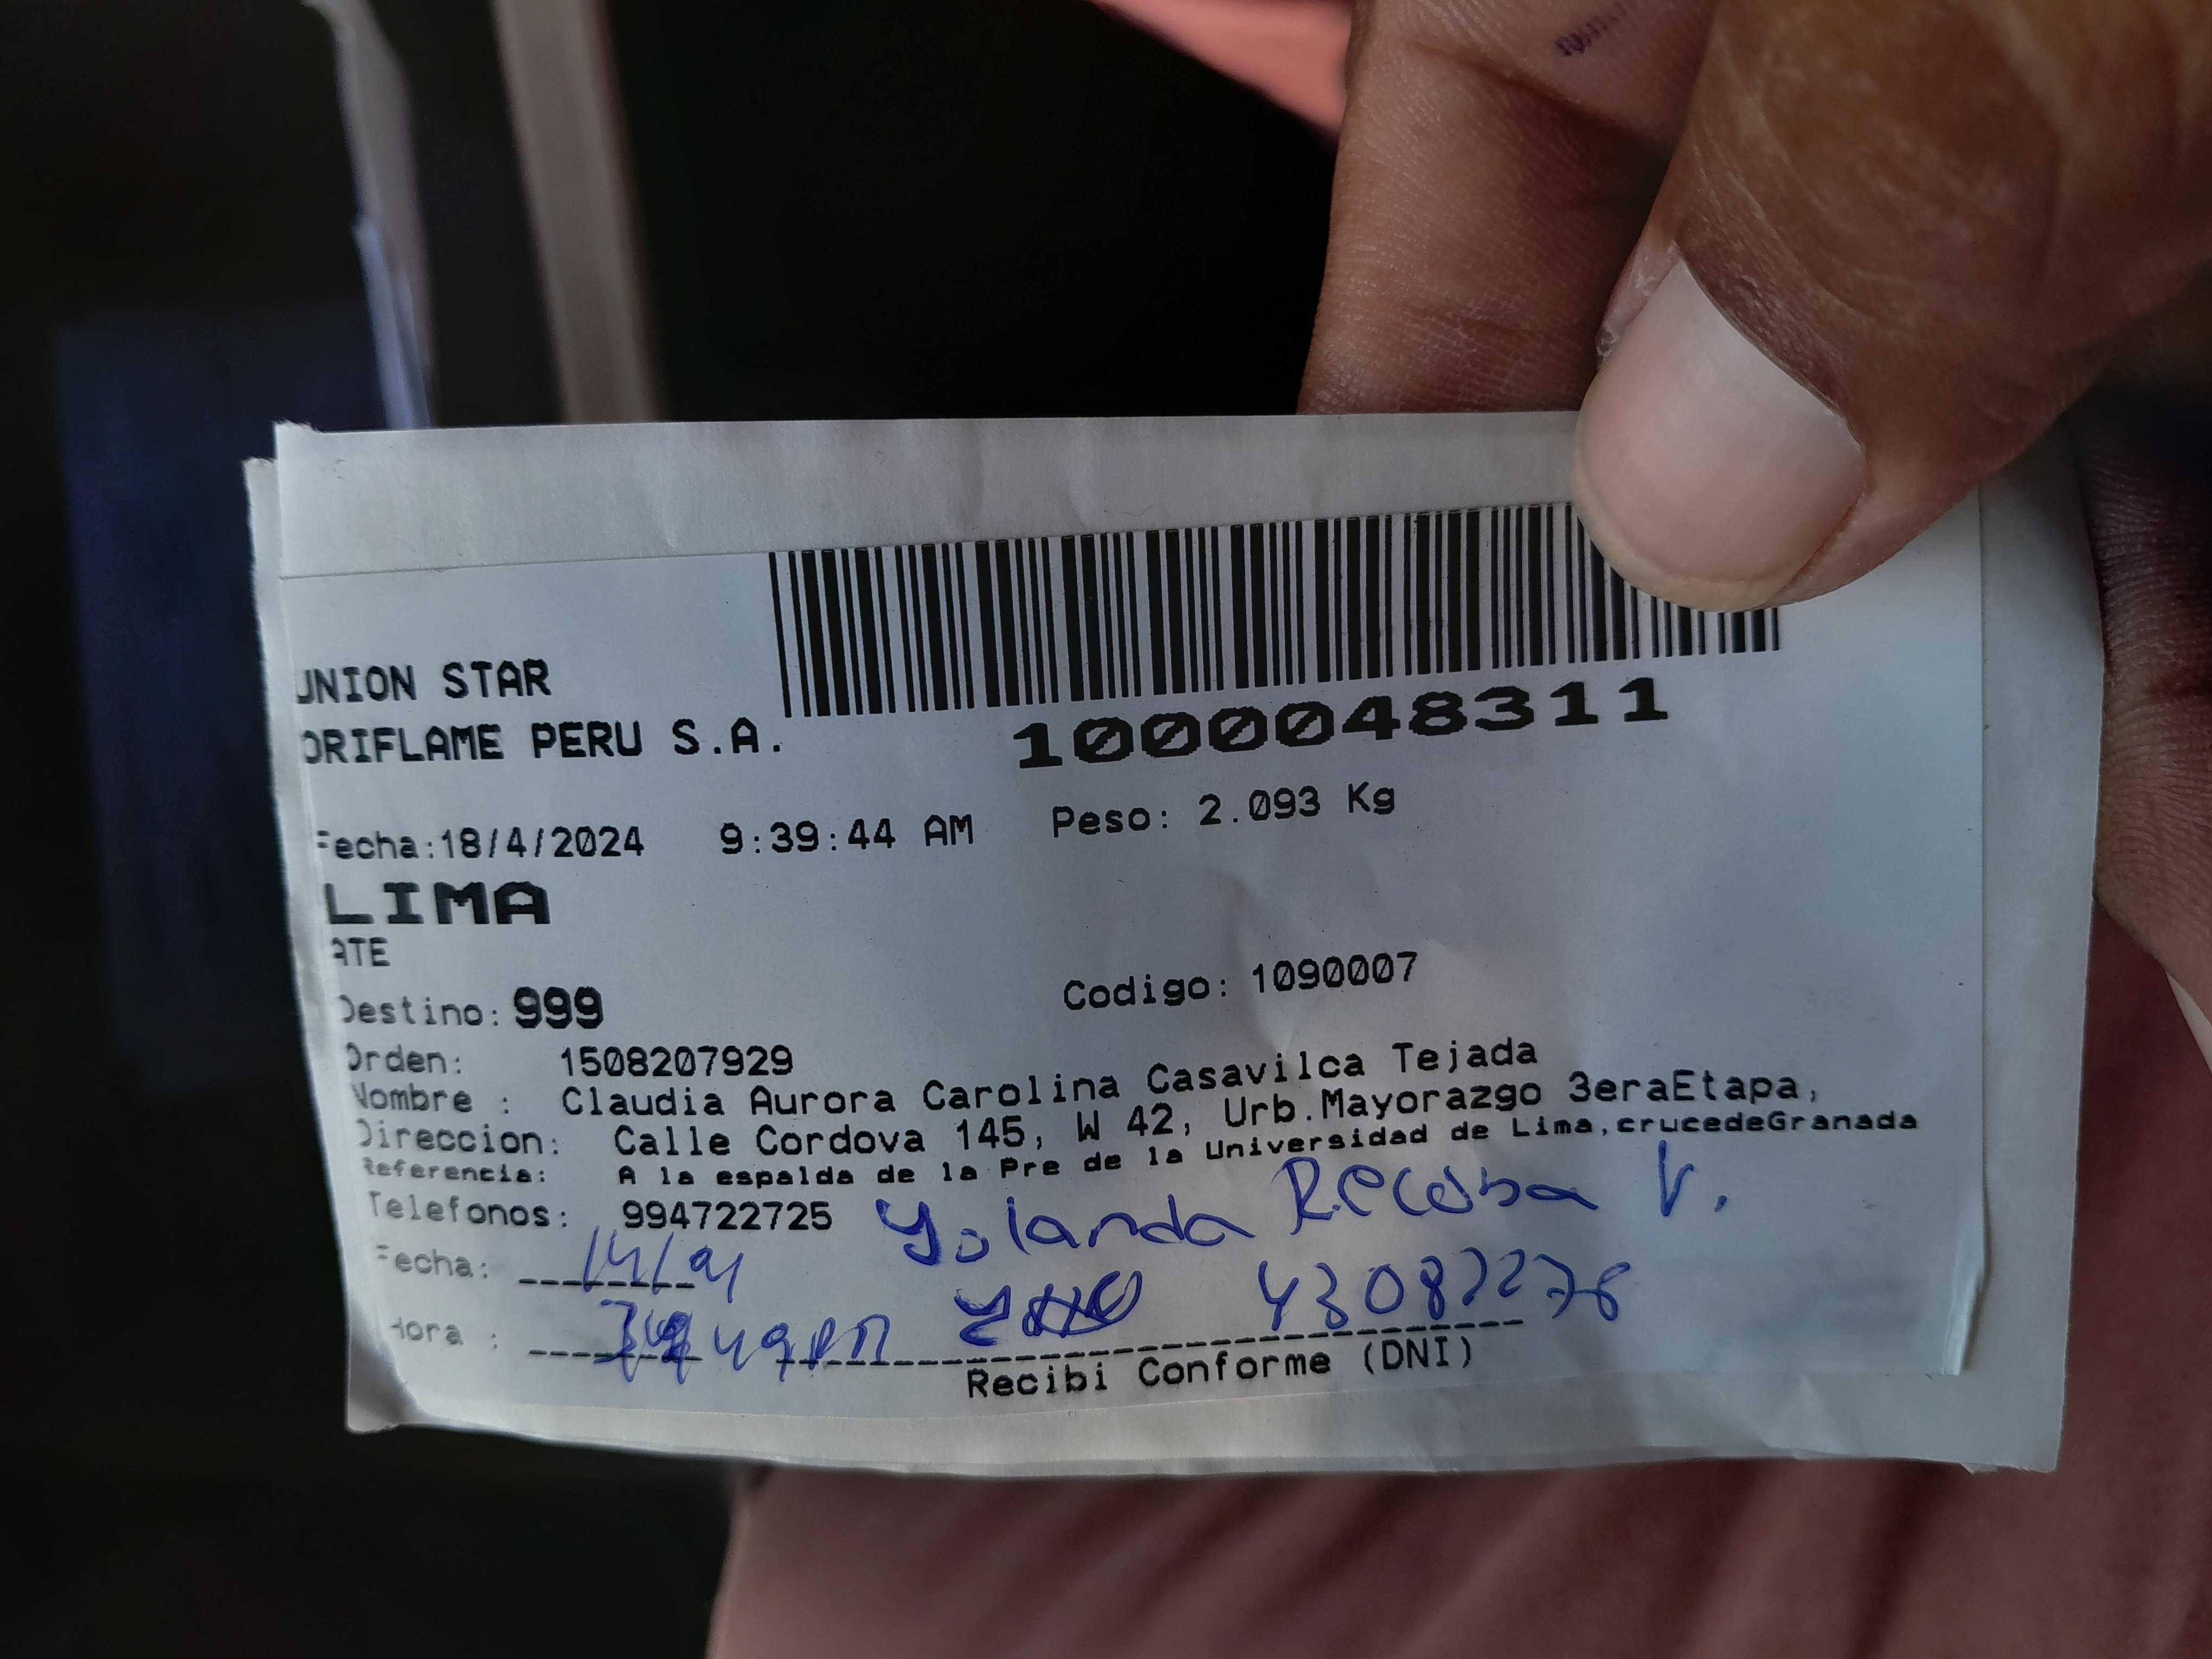 UNION STAR
ORIFLAME PERU S.A.
1000048311
Fecha:18/4/2024 9:39:44 AM Peso: 2.093 Kg
LIMA
ATE
Destino: 999 Codigo: 1090007
Orden: 1508207929
Nombre : Claudia Aurora Carolina Casavilca Tejada
Direccion: Calle Cordova 145, W 42, Urb.Mayorazgo 3eraEtapa,
Referencia: A la espalda de la Pre de la Universidad de Lima,crucedeGranada
Telefonos: 994722725 Yolanda Recoba V.
Fecha:
Hora :
Recibi Conforme (DNI)